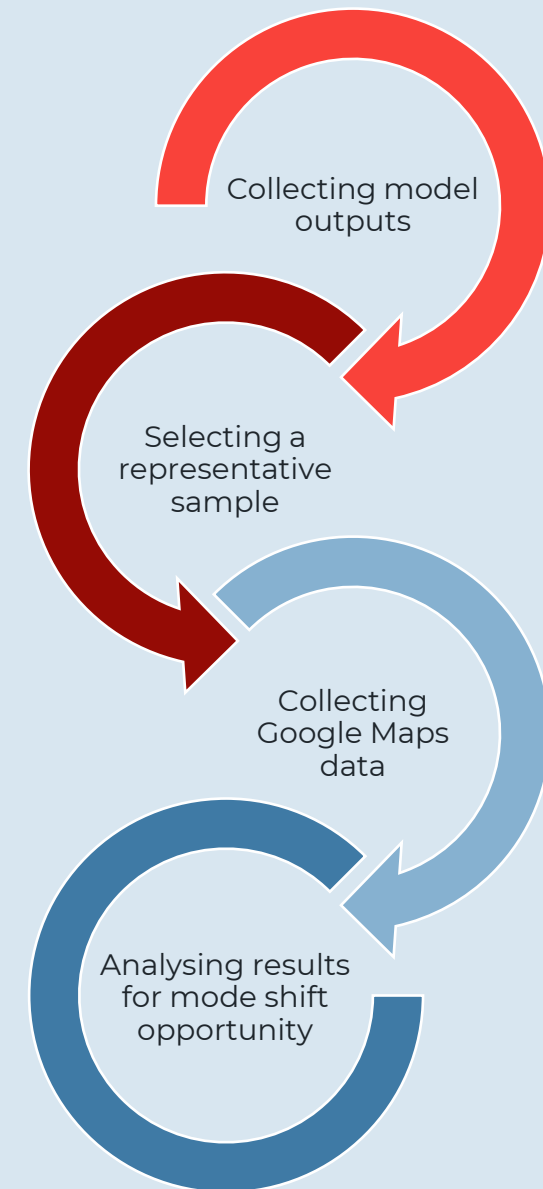 Collecting model
outputs
Selecting a
representative
sample
Collecting
Google Maps
data
Analysing results
for mode shift
opportunity